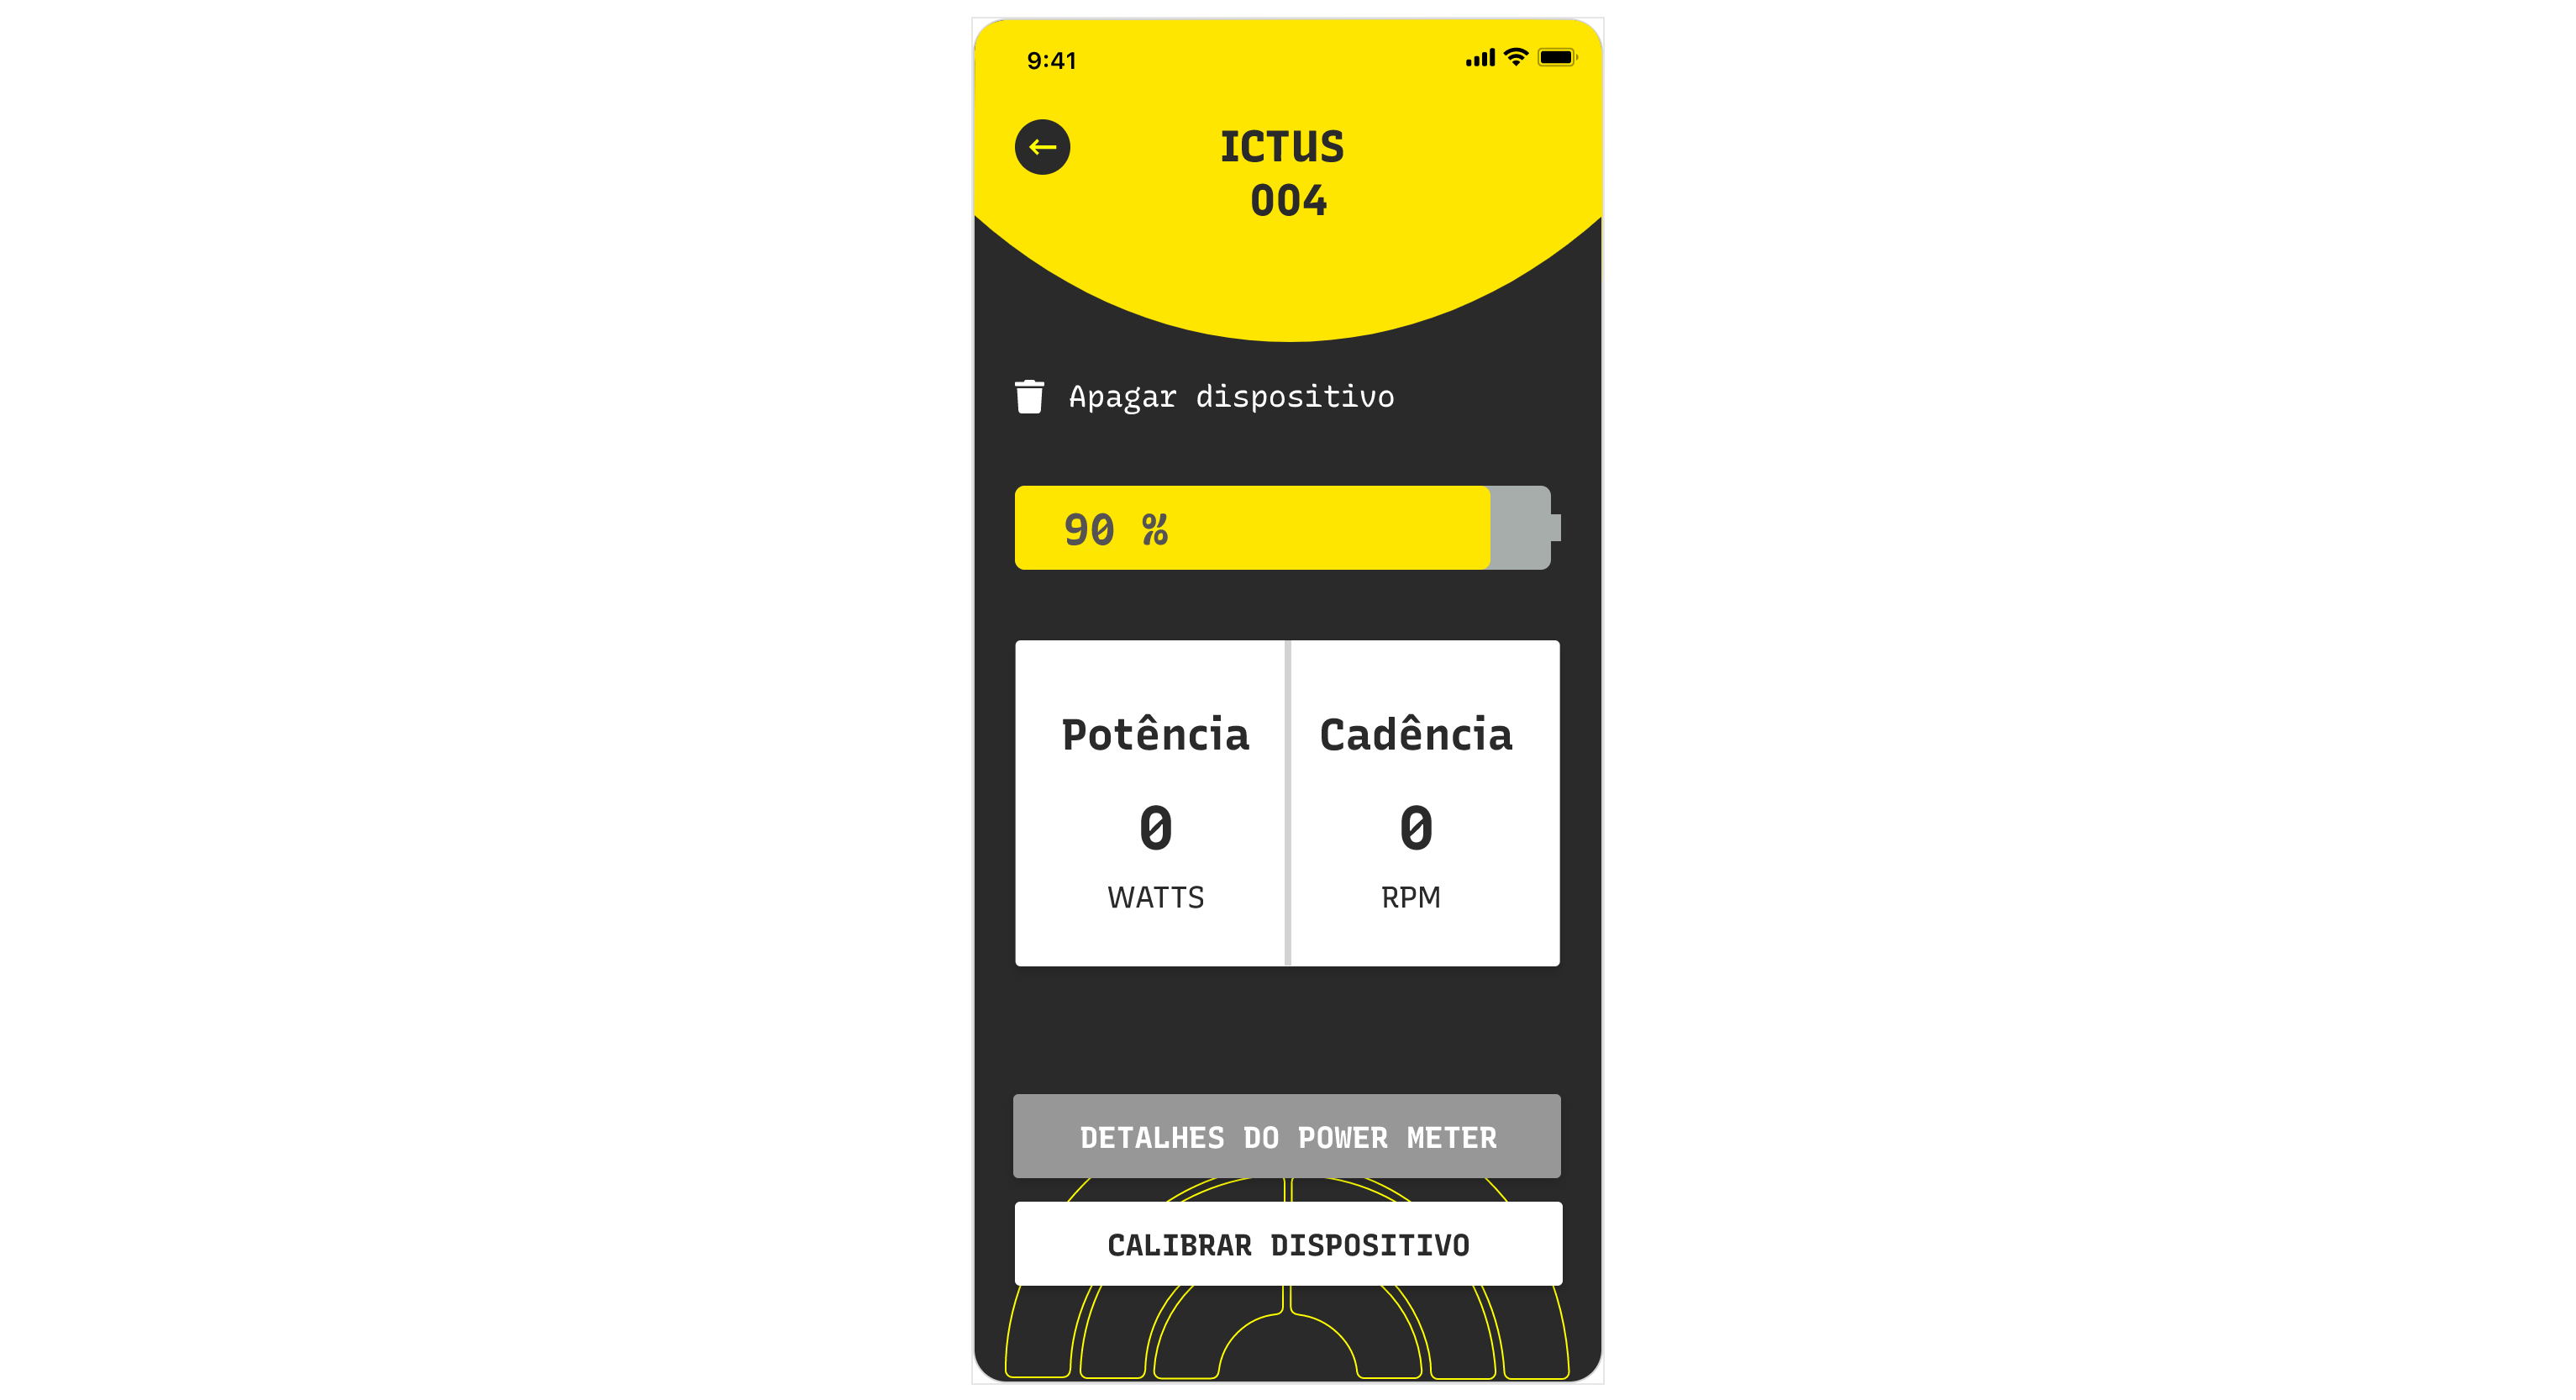 9:41
ICTUS
004
Apagar dispositivo
90 %
Potência
Cadência
0
0
WATTS
RPM
DETALHES DO POWER METER
CALIBRAR DISPOSITIVO